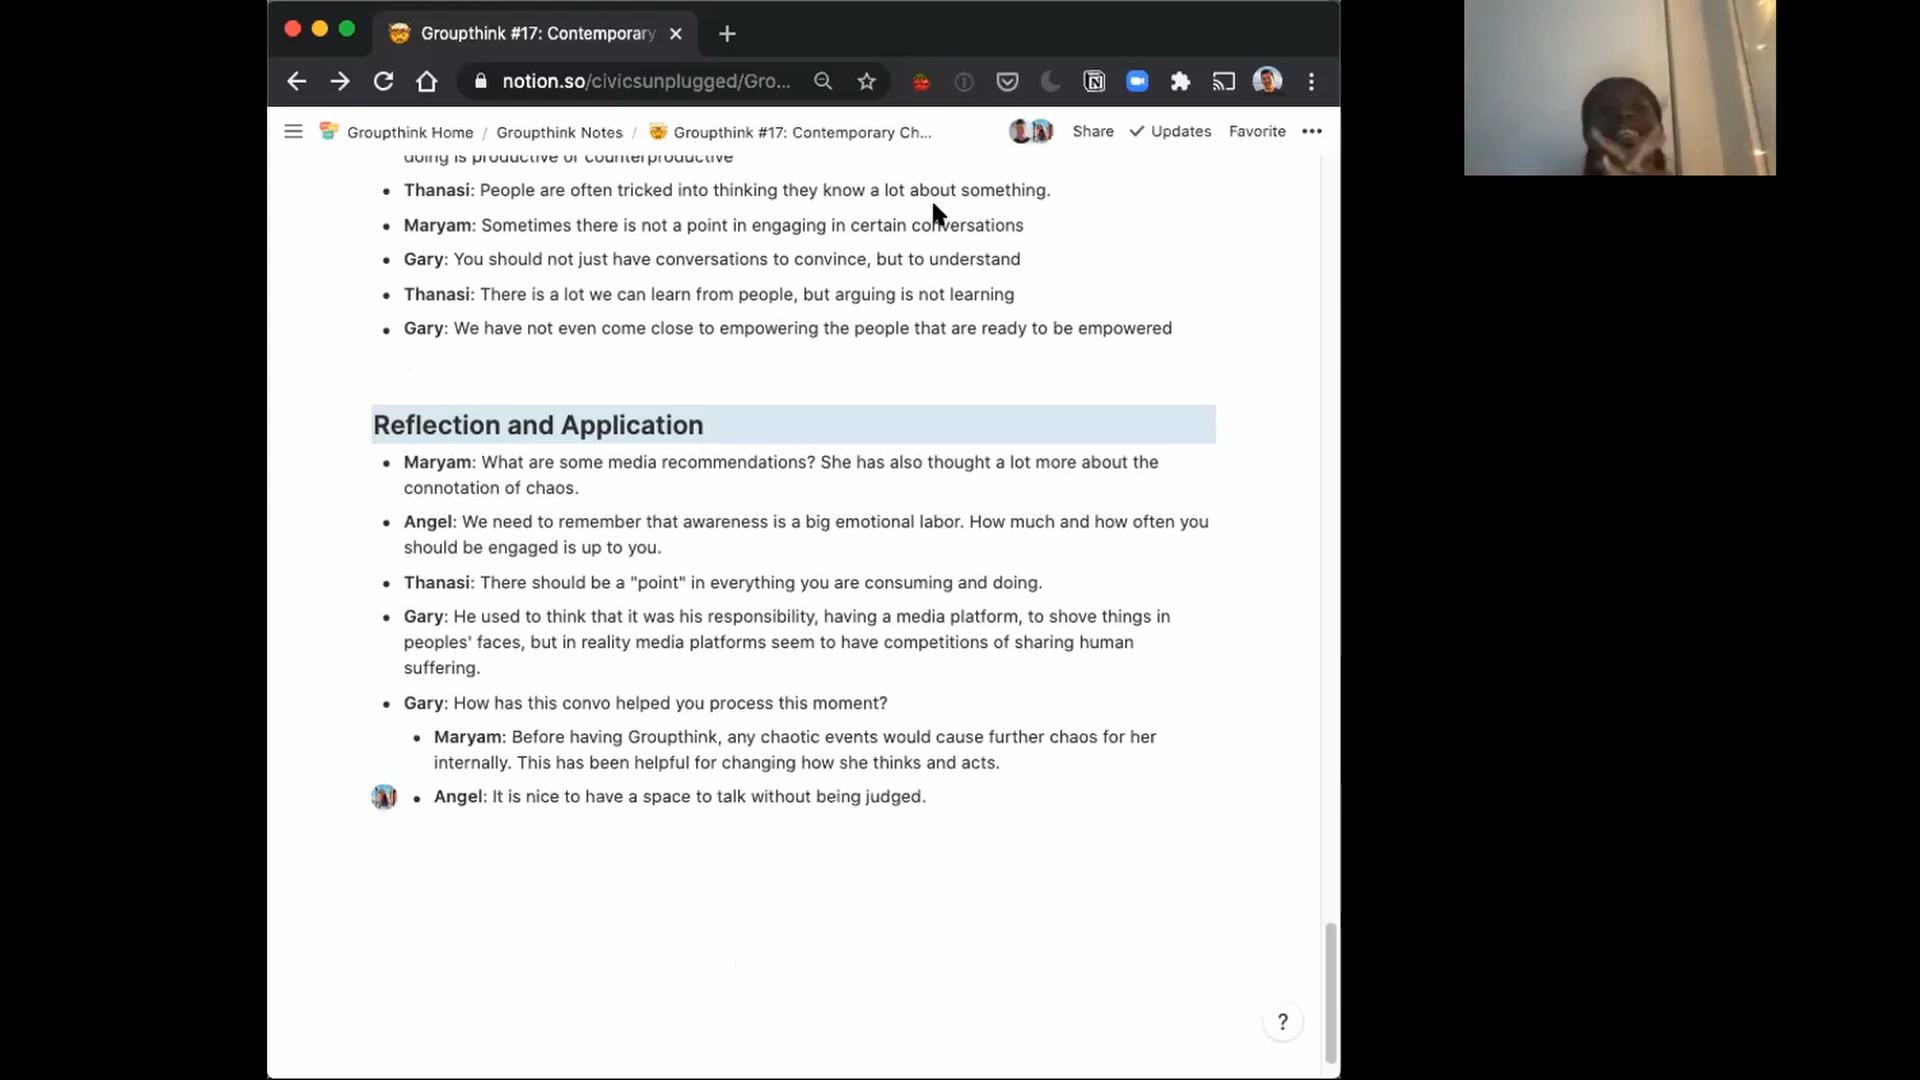 Groupthink #17: Contemporary
notion.so/civicsunplugged/Gro...
Groupthink Home / Groupthink Notes / Groupthink #17: Contemporary Ch... Share Updates Favorite
doing is productive or counterproductive
• Thanasi: People are often tricked into thinking they know a lot about something.
• Maryam: Sometimes there is not a point in engaging in certain conversations
• Gary: You should not just have conversations to convince, but to understand
• Thanasi: There is a lot we can learn from people, but arguing is not learning
• Gary: We have not even come close to empowering the people that are ready to be empowered
Reflection and Application
• Maryam: What are some media recommendations? She has also thought a lot more about the
connotation of chaos.
• Angel: We need to remember that awareness is a big emotional labor. How much and how often you
should be engaged is up to you.
• Thanasi: There should be a "point" in everything you are consuming and doing.
• Gary: He used to think that it was his responsibility, having a media platform, to shove things in
peoples' faces, but in reality media platforms seem to have competitions of sharing human
suffering.
• Gary: How has this convo helped you process this moment?
• Maryam: Before having Groupthink, any chaotic events would cause further chaos for her
internally. This has been helpful for changing how she thinks and acts.
• Angel: It is nice to have a space to talk without being judged.
?